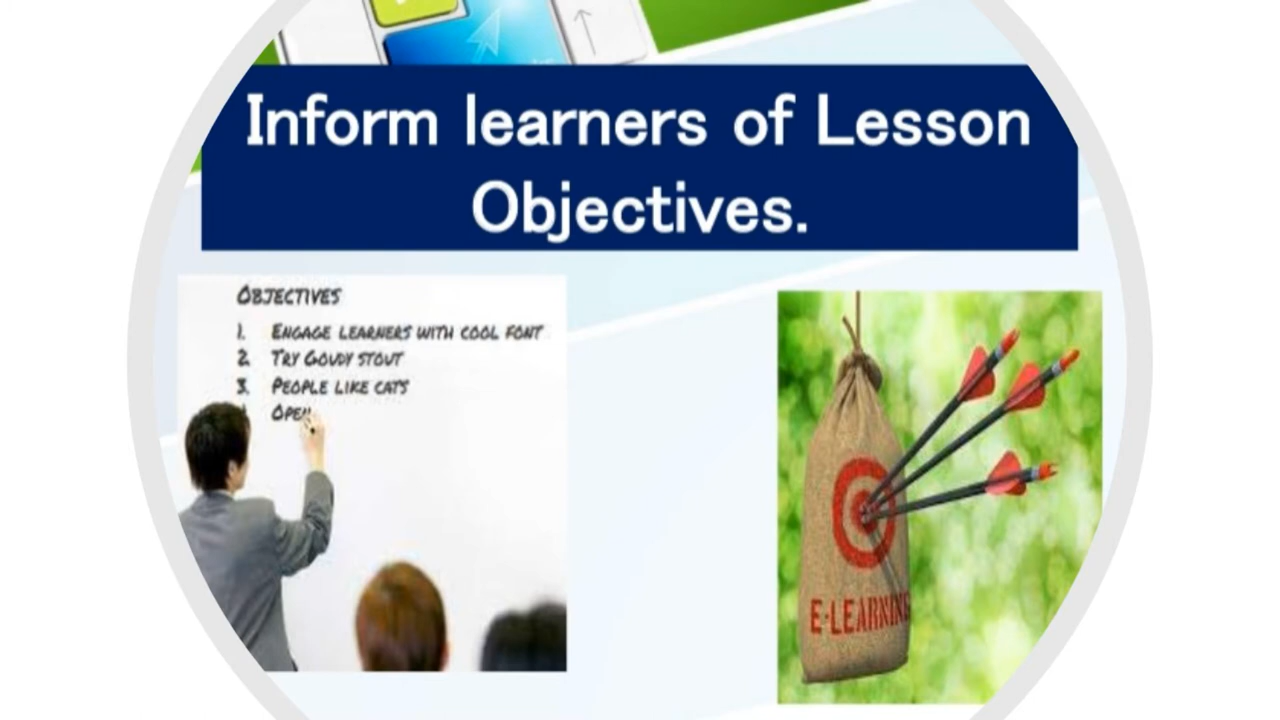 Inform learners of Lesson
Objectives.
OBJECTIVES
1. ENGAGE LEARNERS WITH COOL FONT
2. TRY GOUDY STOUT
3. PEOPLE LIKE CATS
OPEN
E-LEARNING